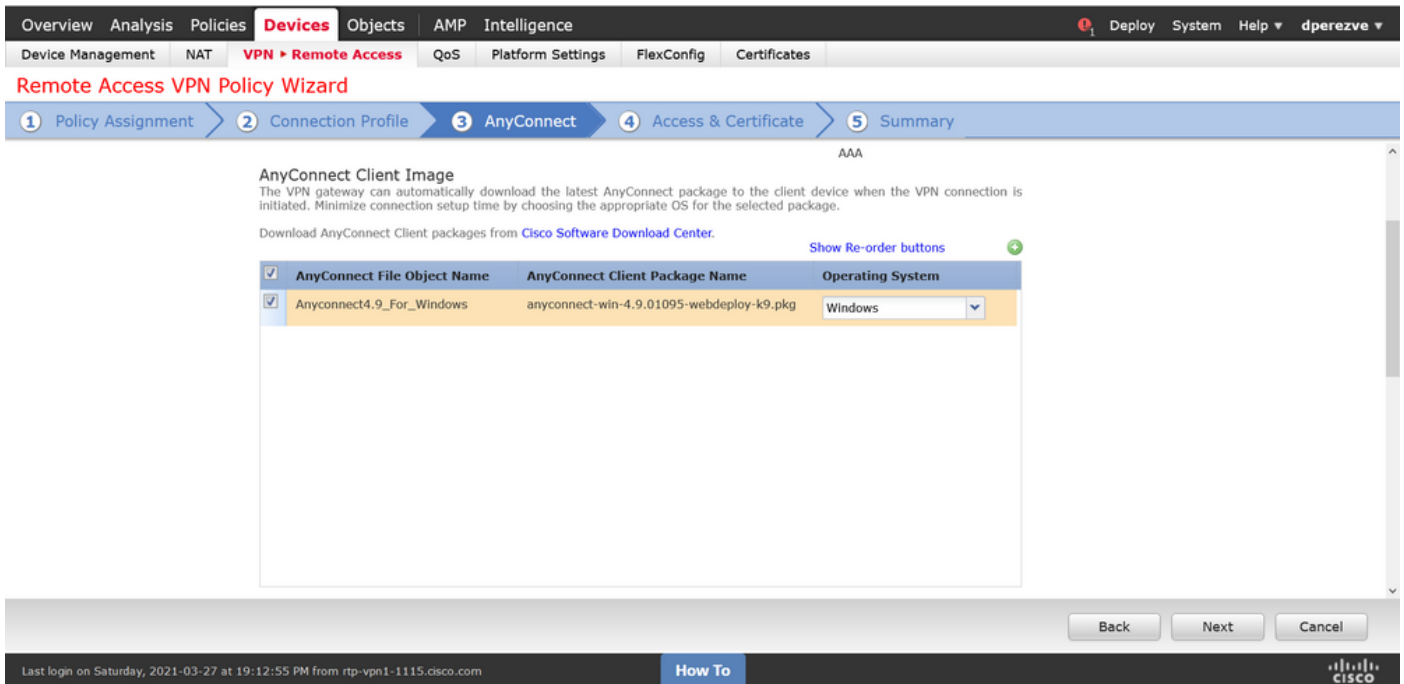 Overview Analysis Policies Devices Objects AMP Intelligence 1 Deploy System Help dperezve
Device Management NAT VPN ▸ Remote Access QoS Platform Settings FlexConfig Certificates
Remote Access VPN Policy Wizard
1 Policy Assignment 2 Connection Profile 3 AnyConnect 4 Access & Certificate 5 Summary
AAA
AnyConnect Client Image
The VPN gateway can automatically download the latest AnyConnect package to the client device when the VPN connection is
initiated. Minimize connection setup time by choosing the appropriate OS for the selected package.
Download AnyConnect Client packages from Cisco Software Download Center.
Show Re-order buttons
AnyConnect File Object Name AnyConnect Client Package Name Operating System
Anyconnect4.9_For_Windows anyconnect-win-4.9.01095-webdeploy-k9.pkg Windows
Back Next Cancel
Last login on Saturday, 2021-03-27 at 19:12:55 PM from rtp-vpn1-1115.cisco.com How To CISCO